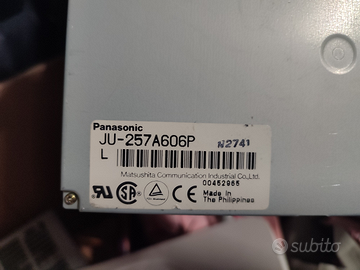 Panasonic
JU-257A606P N2741
L
Matsushita Communication Industrial Co.,Ltd.
00452965
Made in
The Philippines
subito